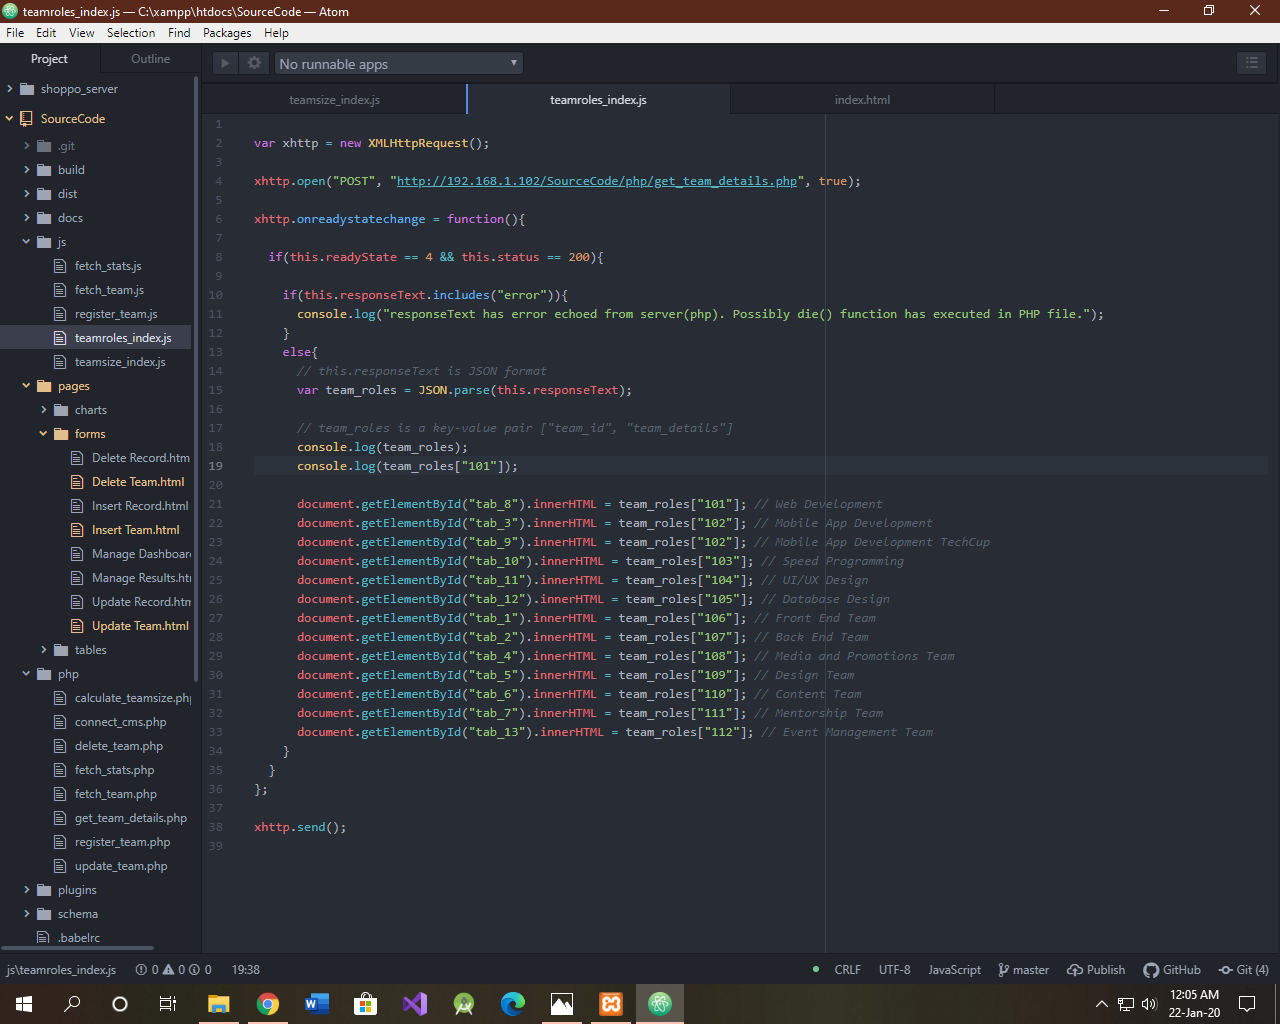 teamroles_index.js — C:\xampp\htdocs\SourceCode — Atom
File Edit View Selection Find Packages Help
Project Outline
No runnable apps
teamsize_index.js teamroles_index.js index.html
shoppo_server
SourceCode
.git
build
dist
docs
js
fetch_stats.js
fetch_team.js
register_team.js
teamroles_index.js
teamsize_index.js
pages
charts
forms
Delete Record.htm
Delete Team.html
Insert Record.html
Insert Team.html
Manage Dashboar
Manage Results.htm
Update Record.htm
Update Team.html
tables
php
calculate_teamsize.php
connect_cms.php
delete_team.php
fetch_stats.php
fetch_team.php
get_team_details.php
register_team.php
update_team.php
plugins
schema
.babelrc
1
2 var xhttp = new XMLHttpRequest();
3
4 xhttp.open("POST", "http://192.168.1.102/SourceCode/php/get_team_details.php", true);
5
6 xhttp.onreadystatechange = function(){
7
8 if(this.readyState == 4 && this.status == 200){
9
10 if(this.responseText.includes("error")){
11 console.log("responseText has error echoed from server(php). Possibly die() function has executed in PHP file.");
12 }
13 else{
14 // this.responseText is JSON format
15 var team_roles = JSON.parse(this.responseText);
16
17 // team_roles is a key-value pair ["team_id", "team_details"]
18 console.log(team_roles);
19 console.log(team_roles["101"]);
20
21 document.getElementById("tab_8").innerHTML = team_roles["101"]; // Web Development
22 document.getElementById("tab_3").innerHTML = team_roles["102"]; // Mobile App Development
23 document.getElementById("tab_9").innerHTML = team_roles["102"]; // Mobile App Development TechCup
24 document.getElementById("tab_10").innerHTML = team_roles["103"]; // Speed Programming
25 document.getElementById("tab_11").innerHTML = team_roles["104"]; // UI/UX Design
26 document.getElementById("tab_12").innerHTML = team_roles["105"]; // Database Design
27 document.getElementById("tab_1").innerHTML = team_roles["106"]; // Front End Team
28 document.getElementById("tab_2").innerHTML = team_roles["107"]; // Back End Team
29 document.getElementById("tab_4").innerHTML = team_roles["108"]; // Media and Promotions Team
30 document.getElementById("tab_5").innerHTML = team_roles["109"]; // Design Team
31 document.getElementById("tab_6").innerHTML = team_roles["110"]; // Content Team
32 document.getElementById("tab_7").innerHTML = team_roles["111"]; // Mentorship Team
33 document.getElementById("tab_13").innerHTML = team_roles["112"]; // Event Management Team
34 }
35 }
36 };
37
38 xhttp.send();
39
js\teamroles_index.js 0 0 0 19:38 CRLF UTF-8 JavaScript master Publish GitHub Git (4)
12:05 AM
22-Jan-20